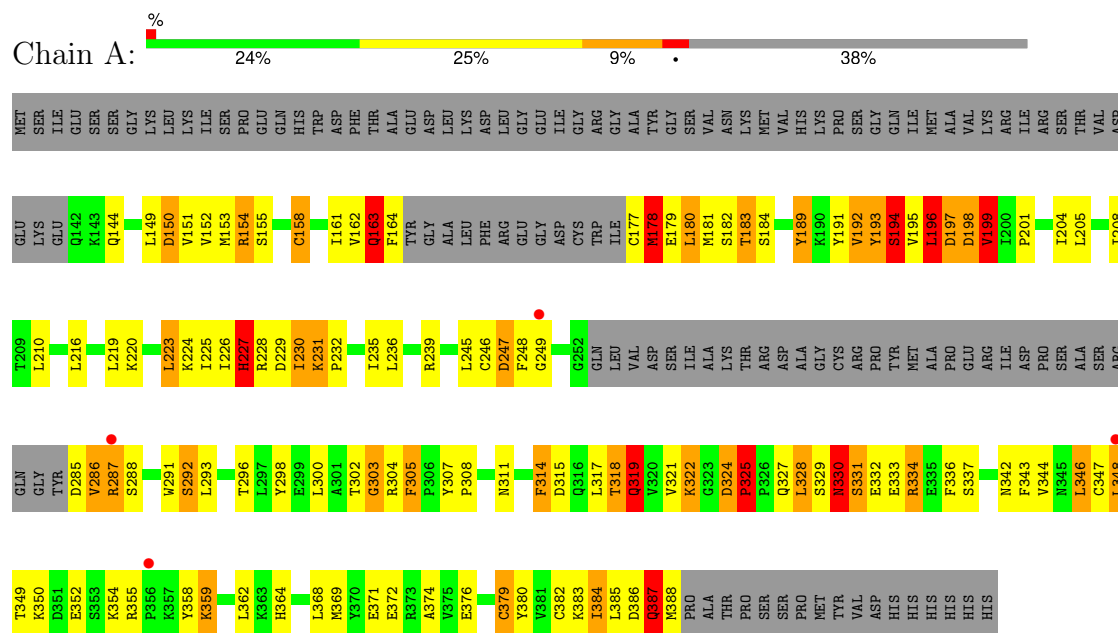 %
Chain A:
24% 25% 9% • 38%
MET SER ILE GLU SER SER GLY LYS LEU LYS ILE SER PRO GLU GLN HIS TRP ASP PHE THR ALA GLU ASP LEU LYS ASP LEU GLY GLU ILE GLY ARG GLY ALA TYR GLY SER VAL ASN LYS MET VAL HIS LYS PRO SER GLY GLN ILE MET ALA VAL LYS ARG ILE ARG SER THR VAL ASP
GLU LYS GLU Q142 K143 Q144 L149 D150 V151 V152 M153 R154 S155 C158 I161 V162 Q163 F164 TYR GLY ALA LEU PHE ARG GLU GLY ASP CYS TRP ILE C177 M178 E179 L180 M181 S182 T183 S184 Y189 K190 Y191 V192 Y193 S194 V195 L196 D197 D198 V199 I200 P201 I204 L205 I208
T209 L210 L216 L219 K220 L223 K224 I225 I226 H227 R228 D229 I230 K231 P232 I235 L236 R239 L245 C246 D247 F248 G249 G252 GLN LEU VAL ASP SER ILE ALA LYS THR ARG ASP ALA GLY CYS ARG PRO TYR MET ALA PRO GLU ARG ILE ASP PRO SER ALA SER ARG
GLN GLY TYR D285 V286 R287 S288 W291 S292 L293 T296 L297 Y298 E299 L300 A301 T302 G303 R304 F305 P306 Y307 P308 N311 F314 D315 Q316 L317 T318 Q319 V320 V321 K322 G323 D324 P325 P326 Q327 L328 S329 N330 S331 E332 E333 R334 E335 F336 S337 N342 F343 V344 N345 L346 C347 L348
T349 K350 D351 E352 S353 K354 R355 P356 K357 Y358 K359 L362 K363 H364 L368 M369 Y370 E371 E372 R373 A374 V375 E376 C379 Y380 V381 C382 K383 I384 L385 D386 Q387 M388 PRO ALA THR PRO SER SER PRO MET TYR VAL ASP HIS HIS HIS HIS HIS HIS